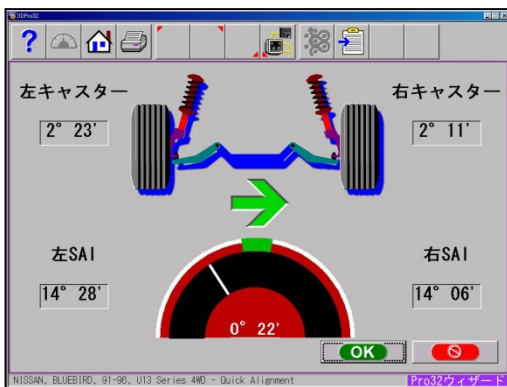 3DPro32
左キャスター
右キャスター
2° 23'
2° 11'
左SAI
右SAI
14° 28'
14° 06'
0° 22'
OK
NISSAN, BLUEBIRD, 91-96, U13 Series 4WD - Quick Alignment
Pro32ウィザード